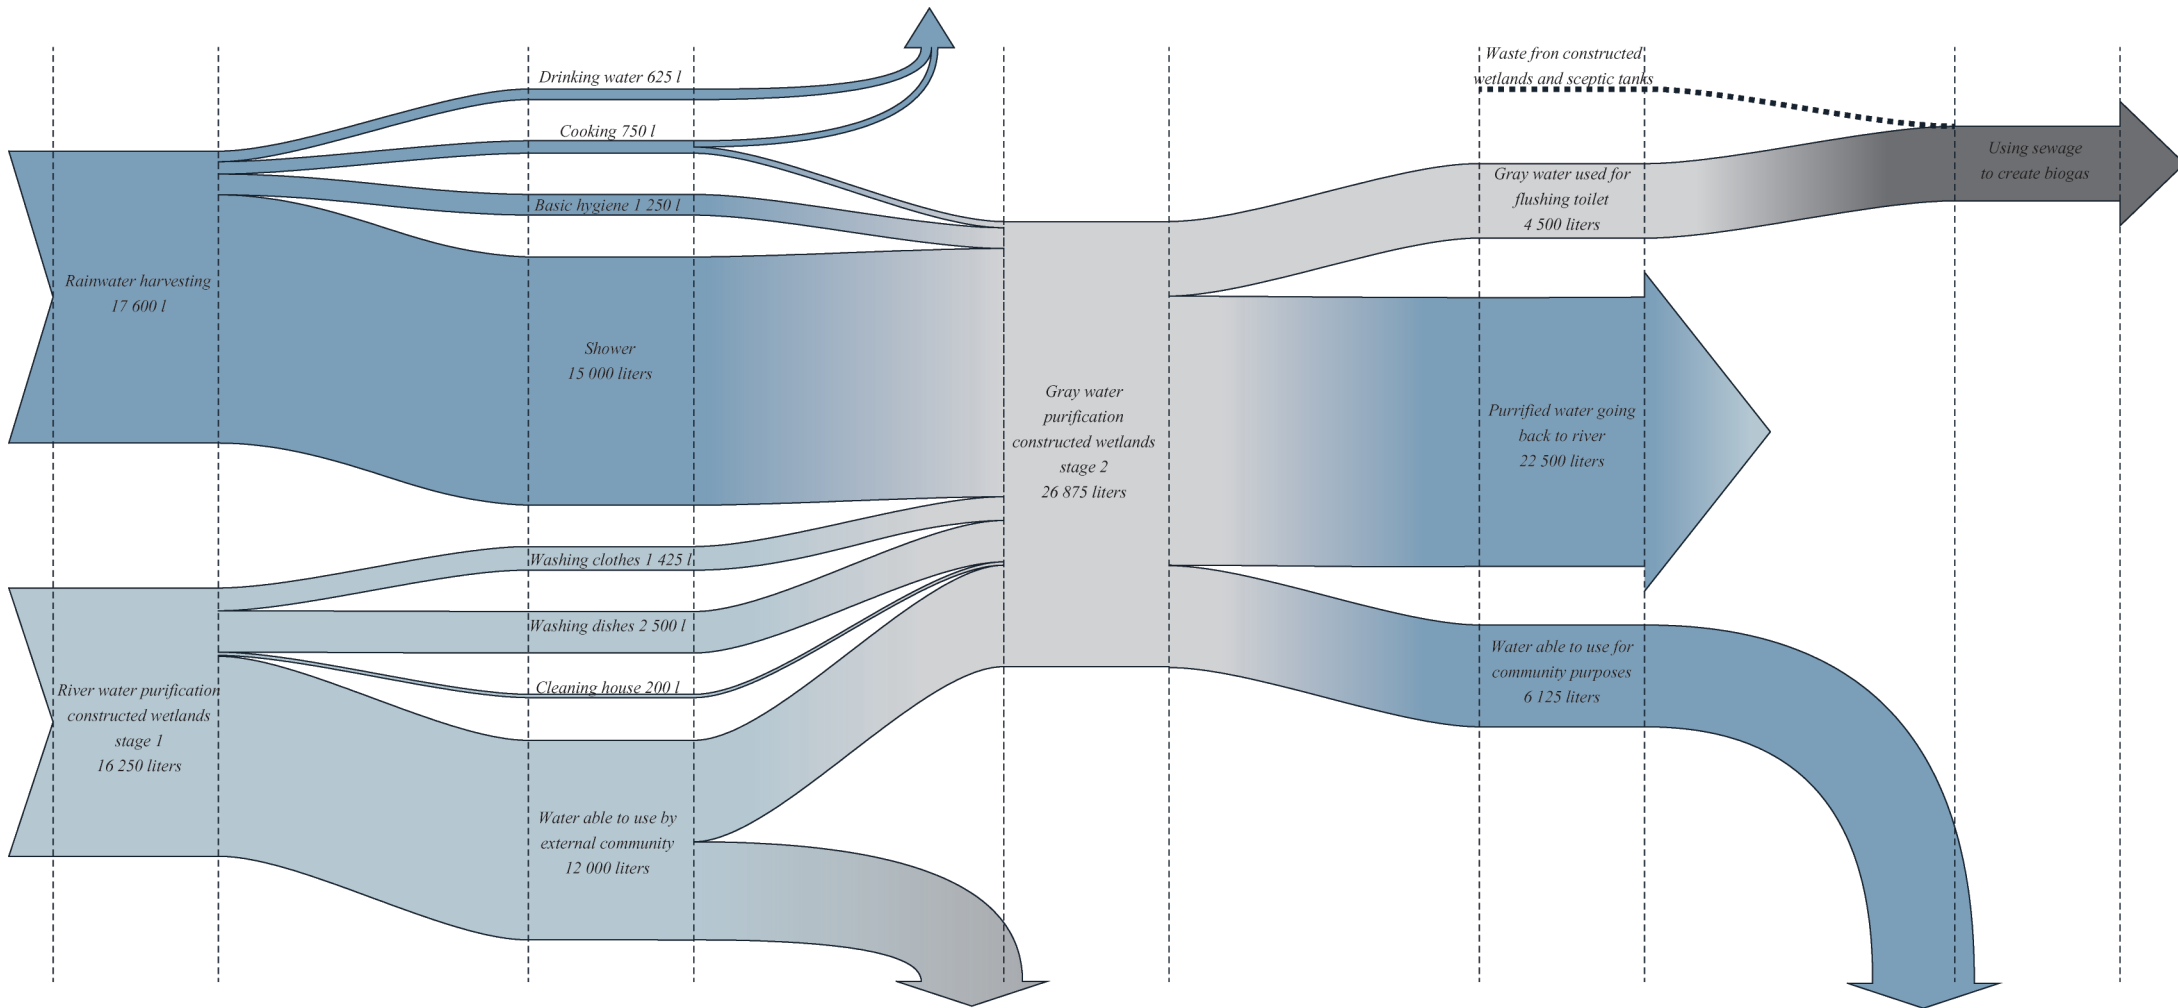 Drinking water 625 l
Cooking 750 l
Basic hygiene 1 250 l
Rainwater harvesting
17 600 l
Shower
15 000 liters
Washing clothes 1 425 l
Washing dishes 2 500 l
Cleaning house 200 l
River water purification
constructed wetlands
stage 1
16 250 liters
Water able to use by
external community
12 000 liters
Gray water
purification
constructed wetlands
stage 2
26 875 liters
Waste fron constructed
wetlands and sceptic tanks
Gray water used for
flushing toilet
4 500 liters
Using sewage
to create biogas
Purrified water going
back to river
22 500 liters
Water able to use for
community purposes
6 125 liters